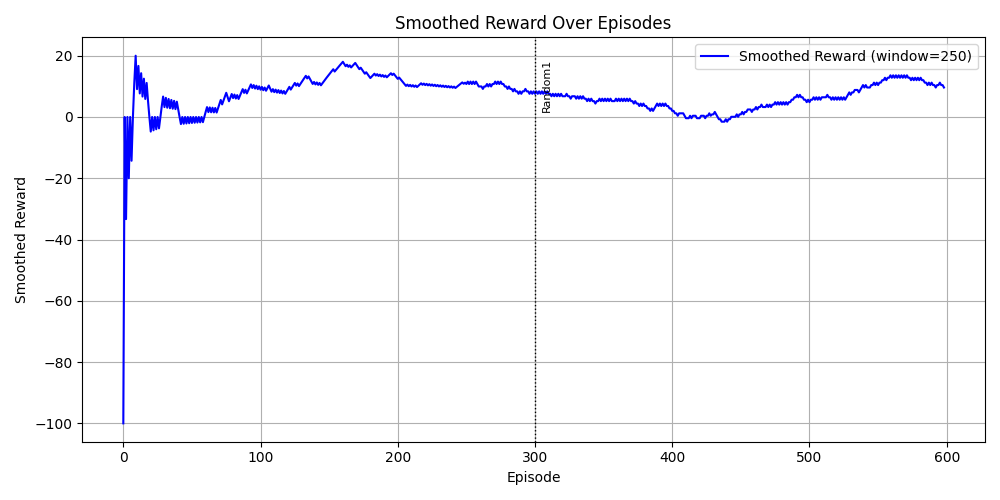 Smoothed Reward Over Episodes
Smoothed Reward (window=250)
Random1
Smoothed Reward
20
0
−20
−40
−60
−80
−100
0 100 200 300 400 500 600
Episode